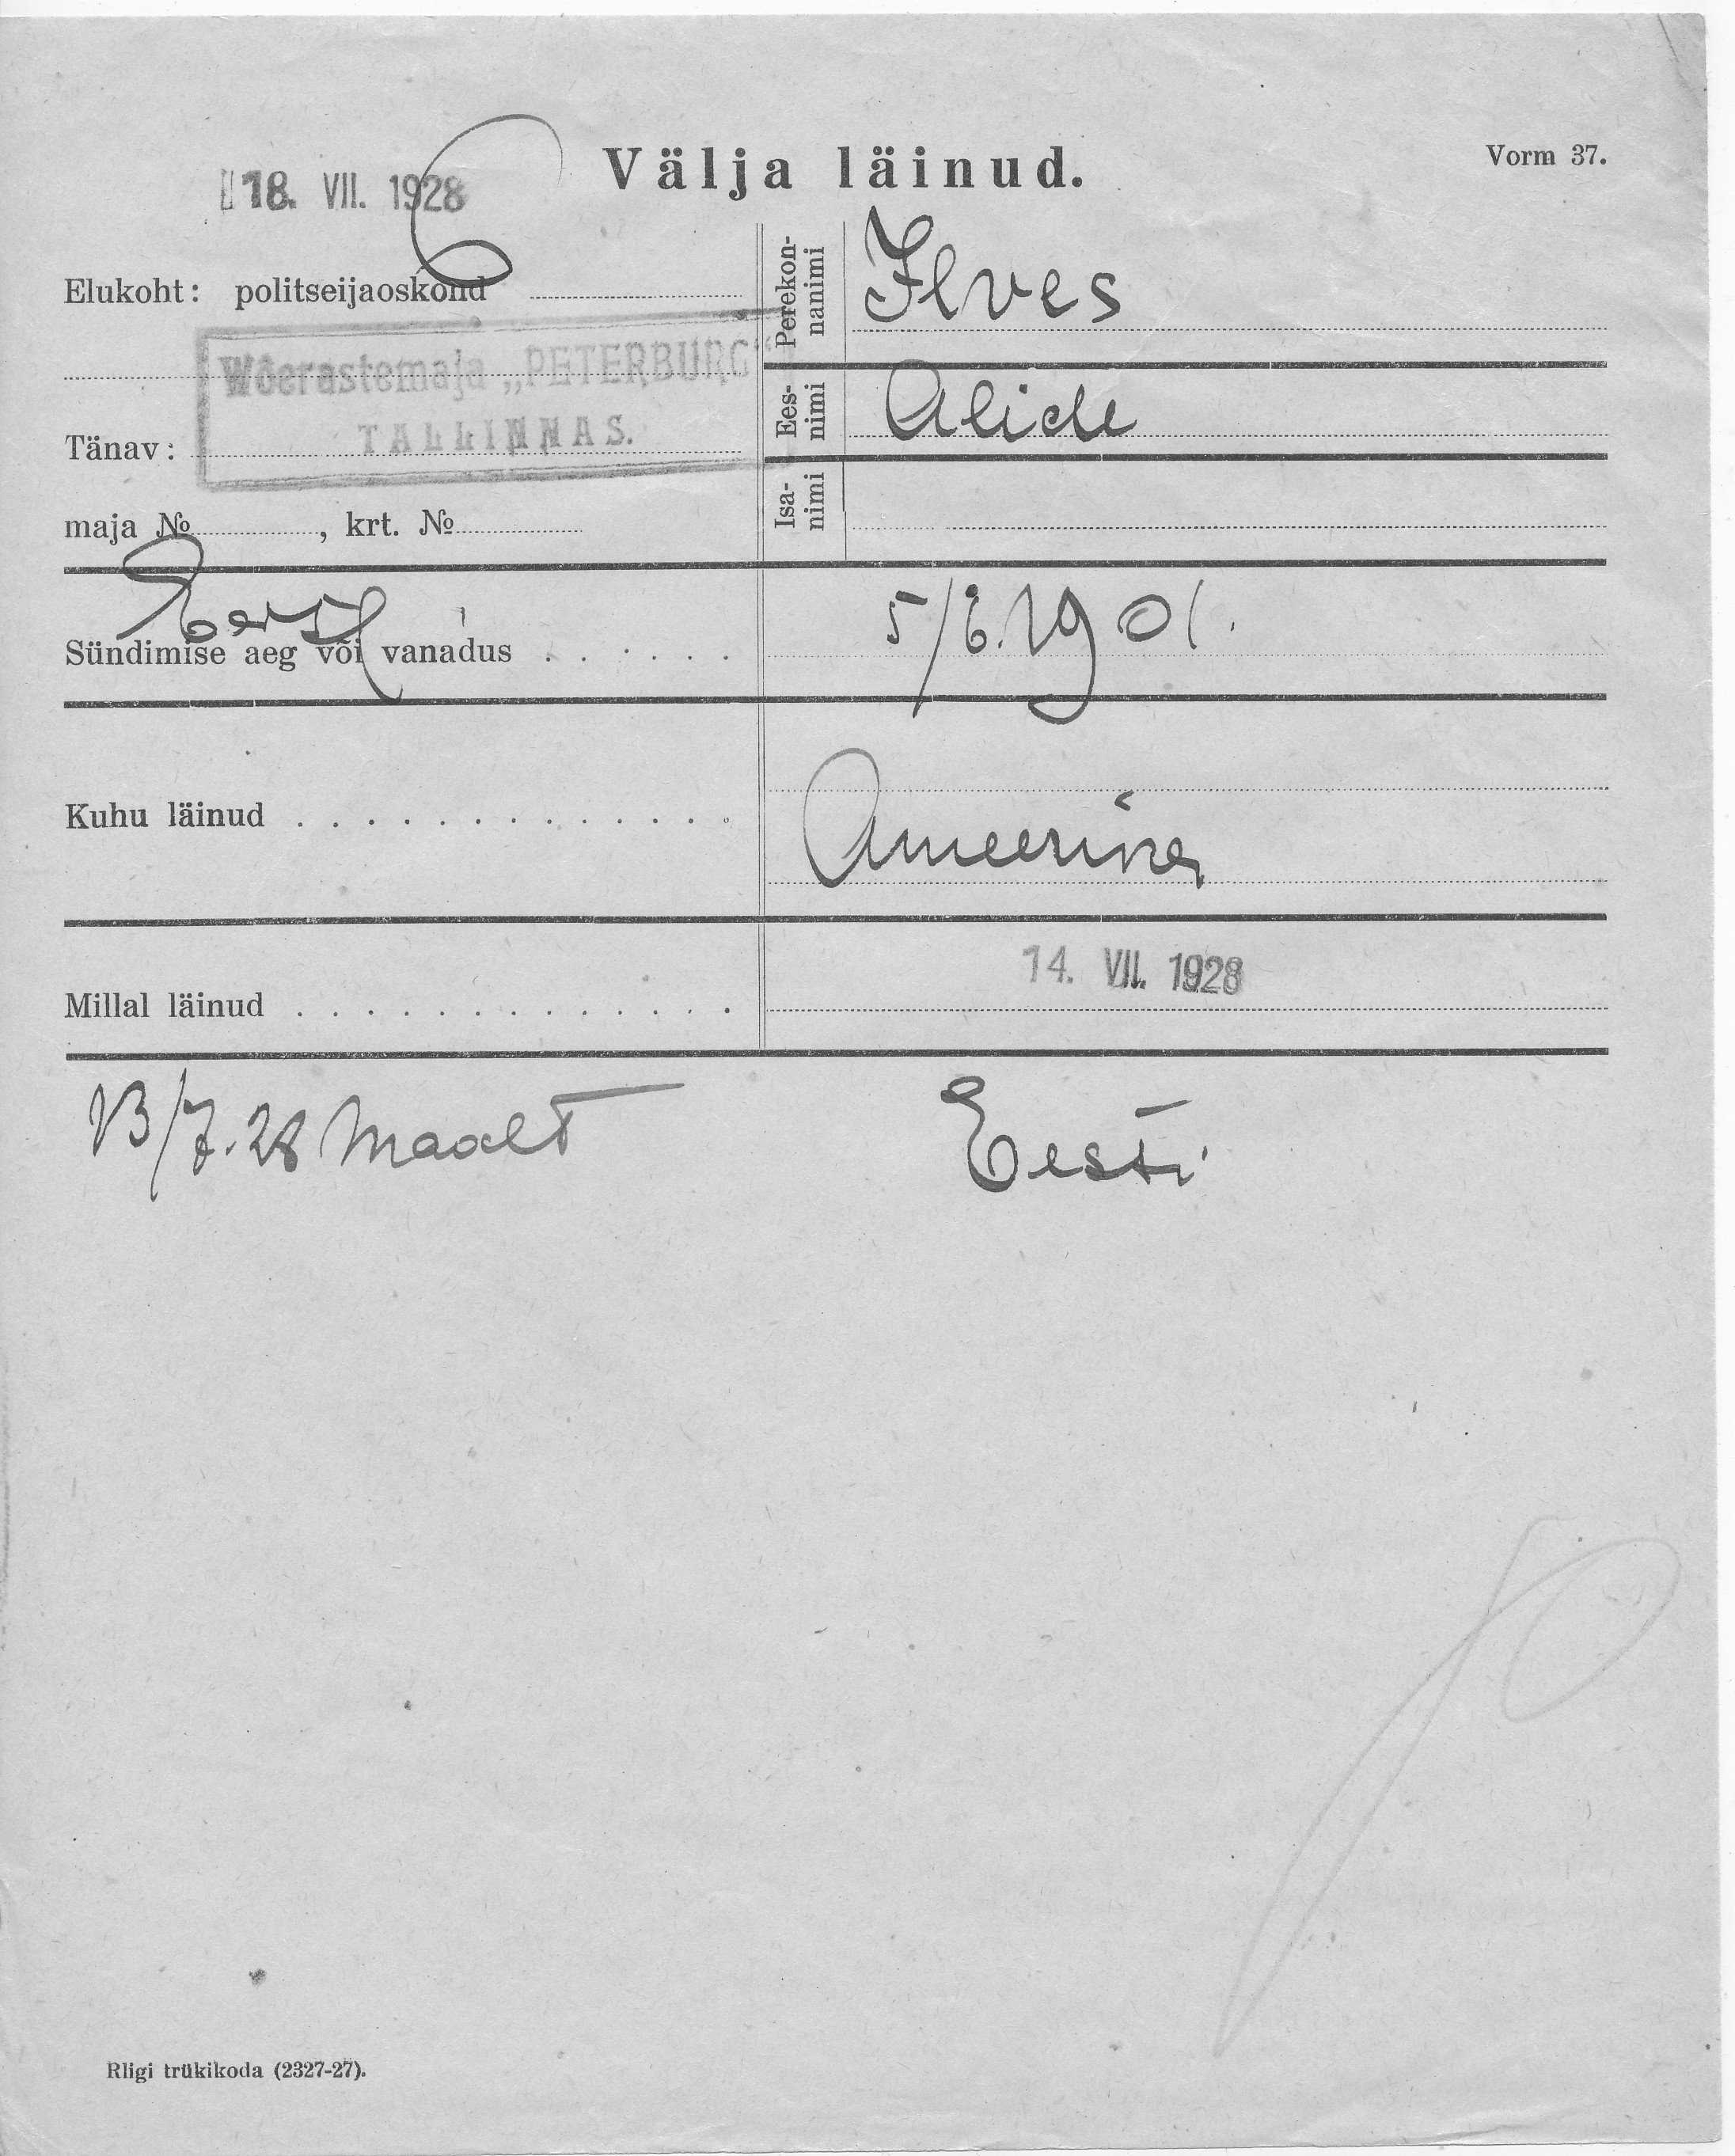 Välja läinud.
Vorm 37.
18. VII. 1928
6
Elukoht: politseijaoskond
Wõerastemaja „PETERBURG“
TALLINNAS.
Tänav:
maja №, krt. №
Perekon-
nanimi
Ilves
Ees-
nimi
Alide
Isa-
nimi
Sündimise aeg või vanadus
5/6.1901.
Kuhu läinud
Ameerika
Millal läinud
14. VII. 1928
13/7.28 Maalt
Eesti
Riigi trükikoda (2327-27).